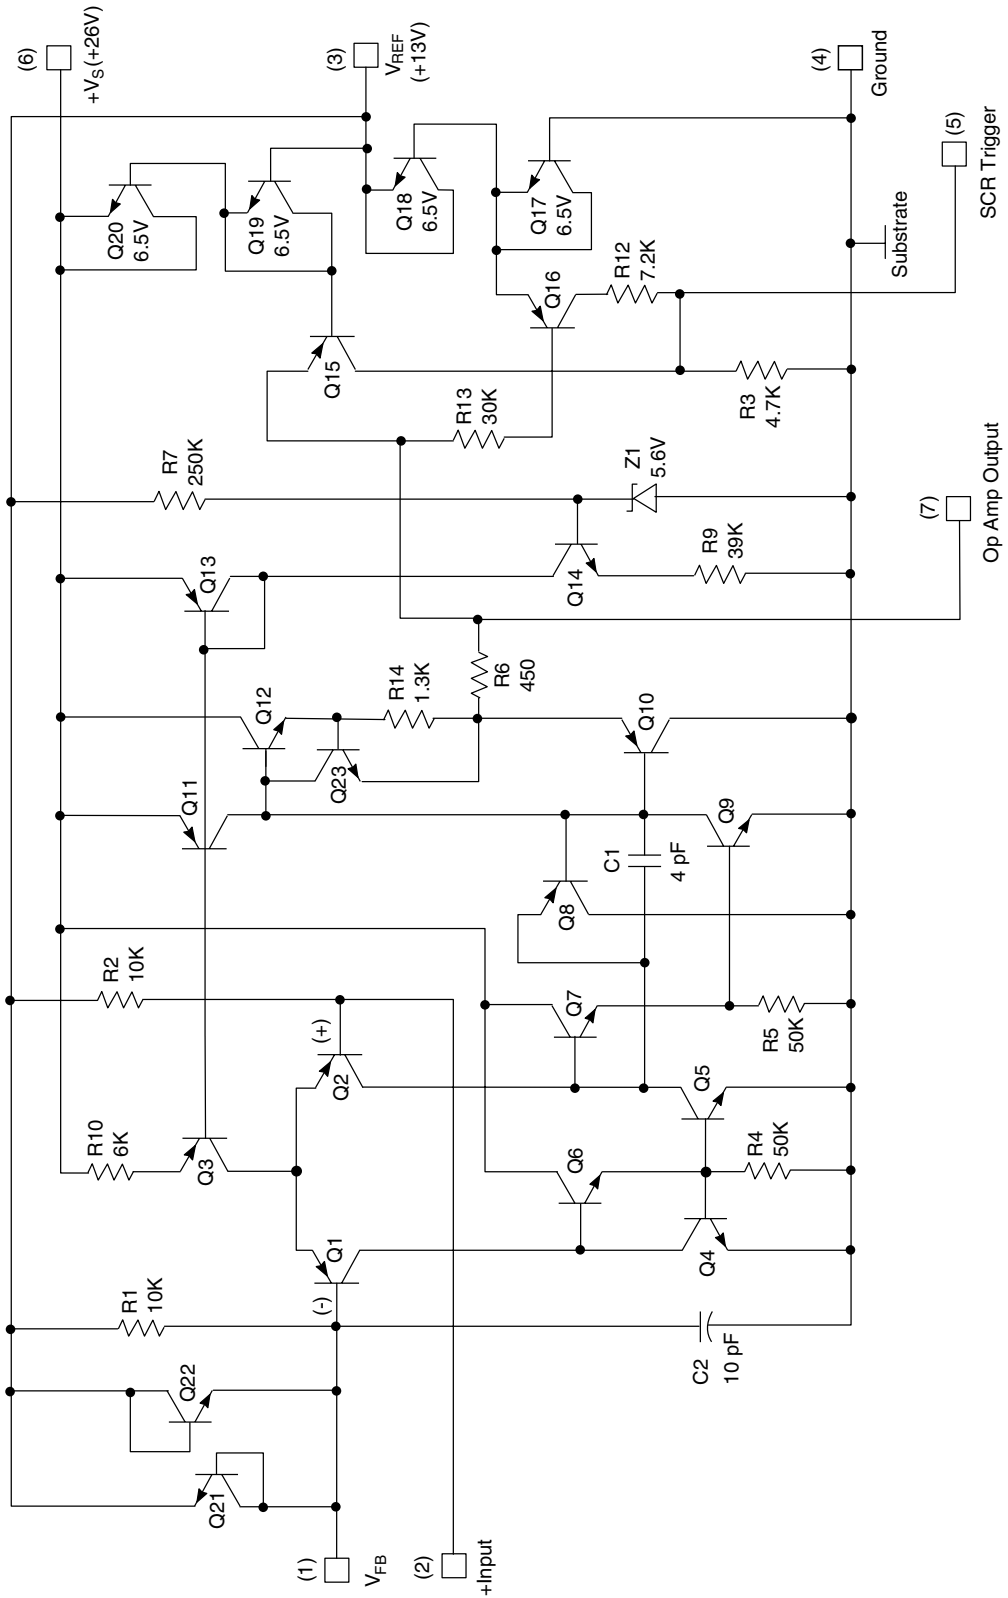 (6)
+VS (+26V)
(3)
VREF
(+13V)
(4)
Ground
(5)
SCR Trigger
Substrate
(7)
Op Amp Output
Q20
6.5V
Q19
6.5V
Q18
6.5V
Q17
6.5V
Q16
R12
7.2K
Q15
R13
30K
R3
4.7K
R7
250K
Z1
5.6V
Q13
Q14
R9
39K
Q12
R14
1.3K
Q23
R6
450
Q10
Q11
Q9
C1
4 pF
Q8
R2
10K
(+)
Q2
Q7
R5
50K
Q5
R10
6K
Q3
Q6
R4
50K
Q1
(-)
Q4
R1
10K
C2
10 pF
Q22
Q21
(1)
VFB
(2)
+Input